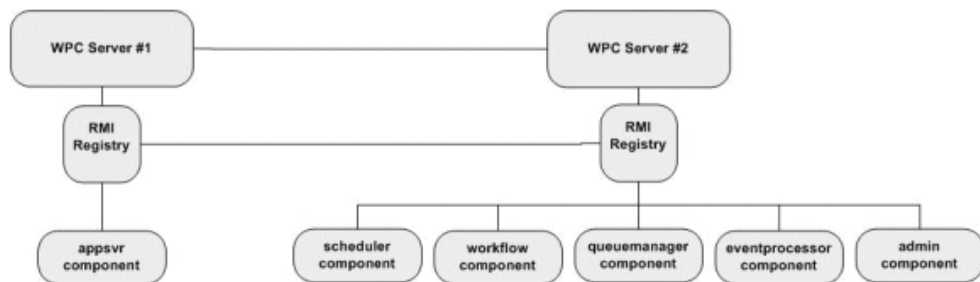 WPC Server #1
WPC Server #2
RMI
Registry
RMI
Registry
appsvr
component
scheduler
component
workflow
component
queuemanager
component
eventprocessor
component
admin
component